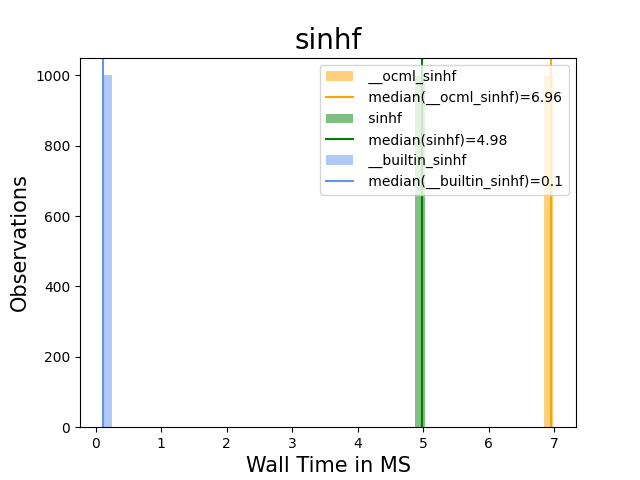 sinhf
1000
800
600
400
200
0
Observations
__ocml_sinhf
median(__ocml_sinhf)=6.96
sinhf
median(sinhf)=4.98
__builtin_sinhf
median(__builtin_sinhf)=0.1
0 1 2 3 4 5 6 7
Wall Time in MS